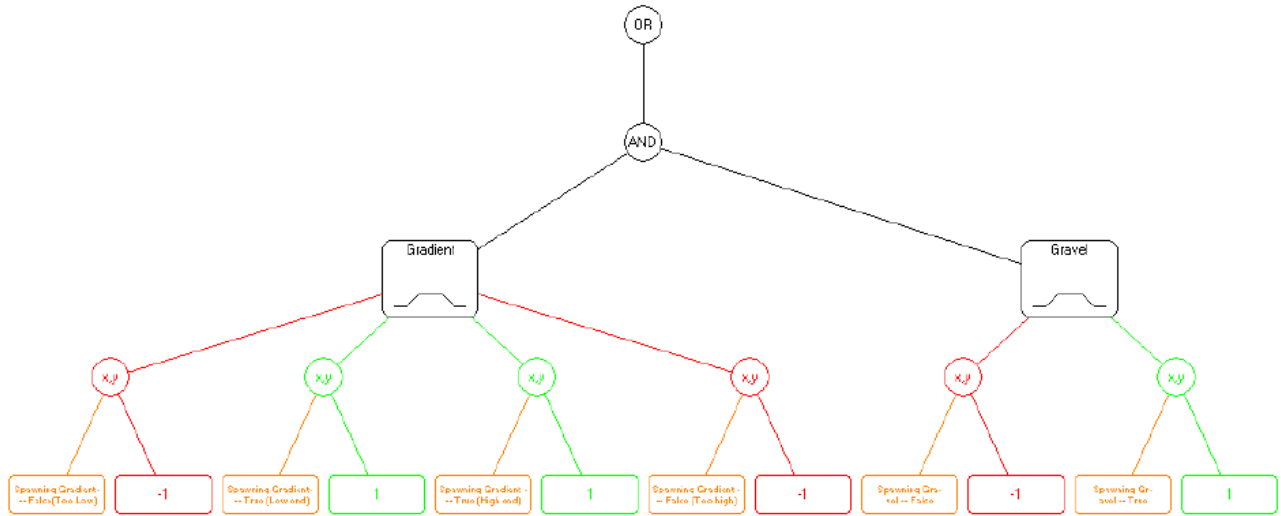 OR
AND
Gradient
Gravel
x,y
x,y
x,y
x,y
x,y
x,y
Spawning Gradient-
-- False(Too Low)
-1
Spawning Gradient-
-- True (Low end)
1
Spawning Gradient -
-- True (High end)
1
Spawning Gradient -
-- False (Too high)
-1
Spawning Gra-
vel -- False
-1
Spawning Gr-
avel -- True
1